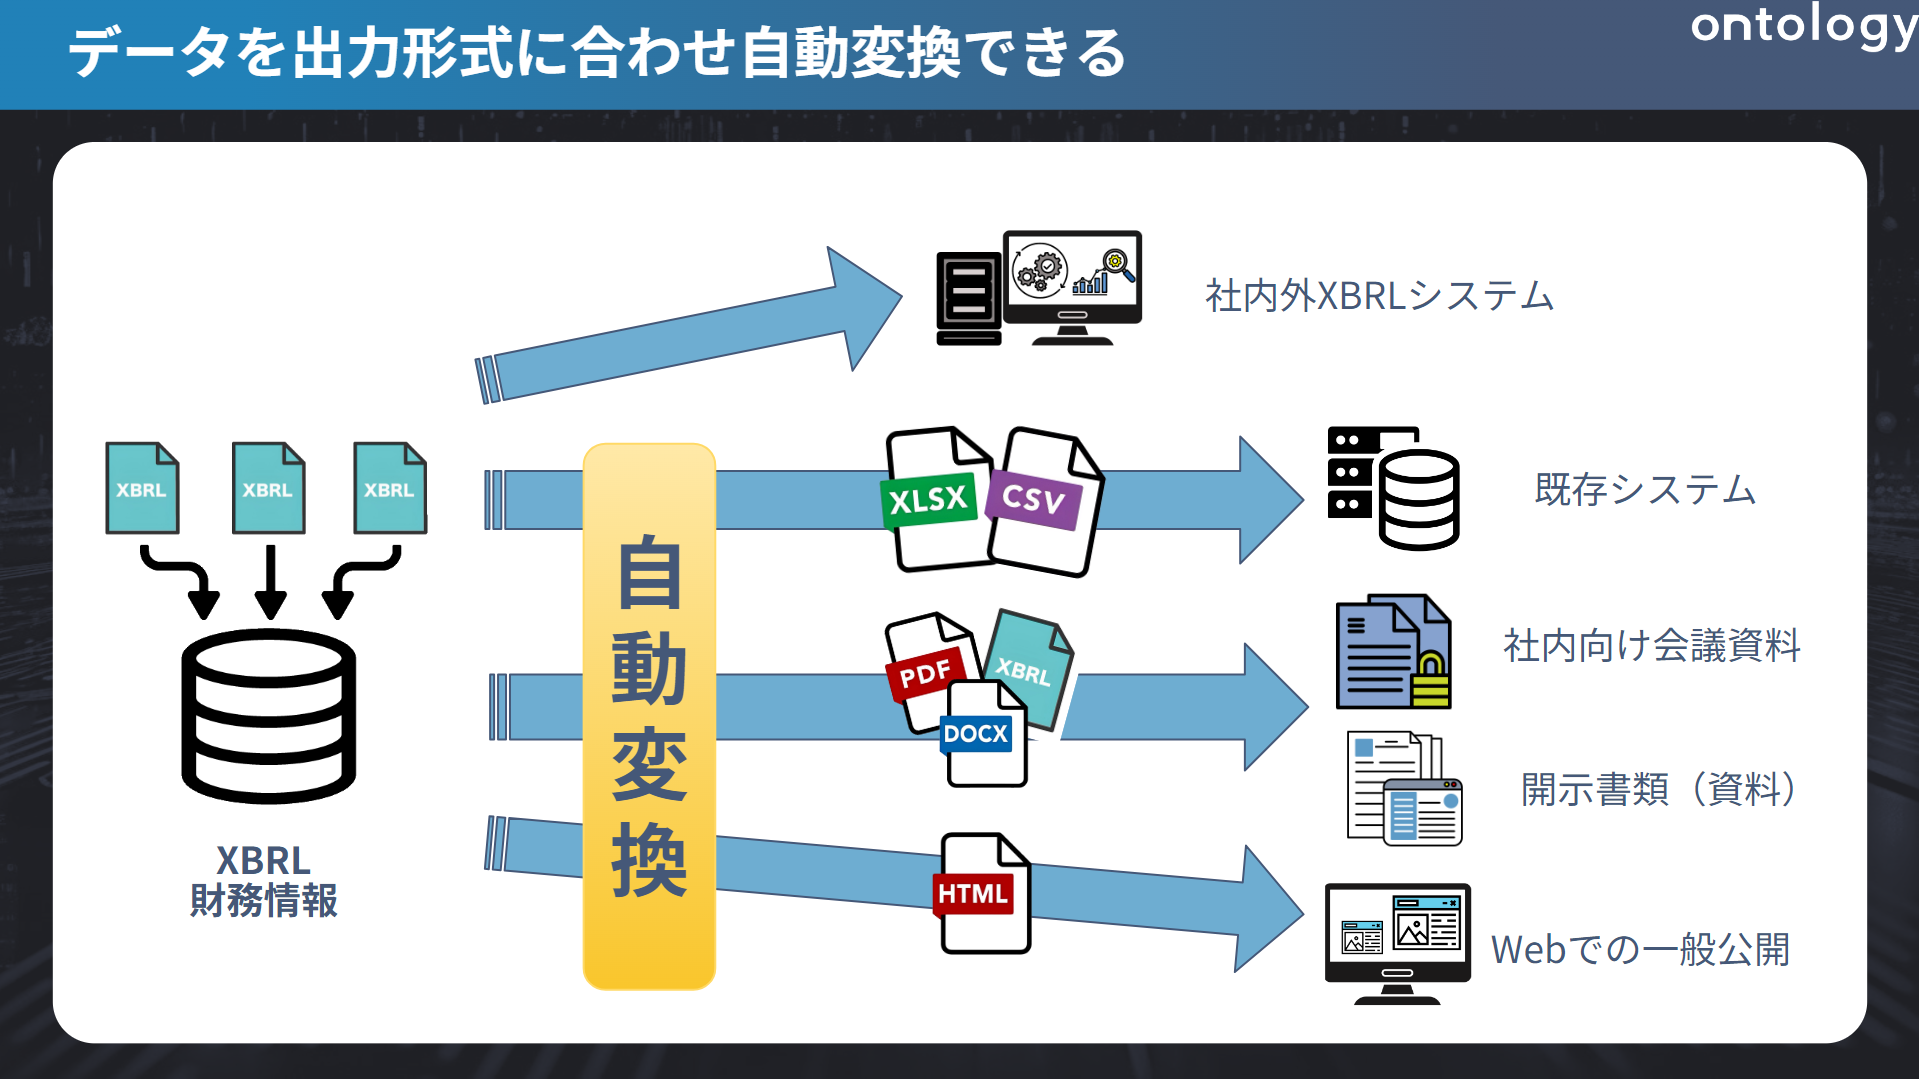 データを出力形式に合わせ自動変換できる
ontology
社内外XBRLシステム
XBRL
XBRL
XBRL
XLSX
CSV
既存システム
自動変換
PDF
XBRL
DOCX
社内向け会議資料
開示書類（資料）
XBRL
財務情報
HTML
Webでの一般公開